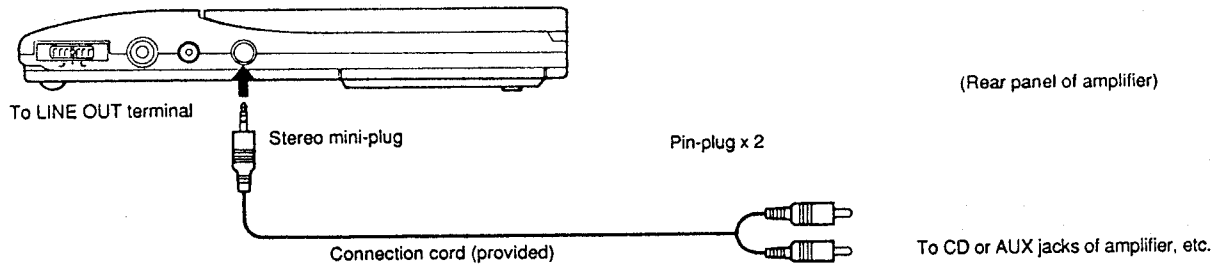 (Rear panel of amplifier)
To LINE OUT terminal
Stereo mini-plug
Pin-plug x 2
Connection cord (provided)
To CD or AUX jacks of amplifier, etc.